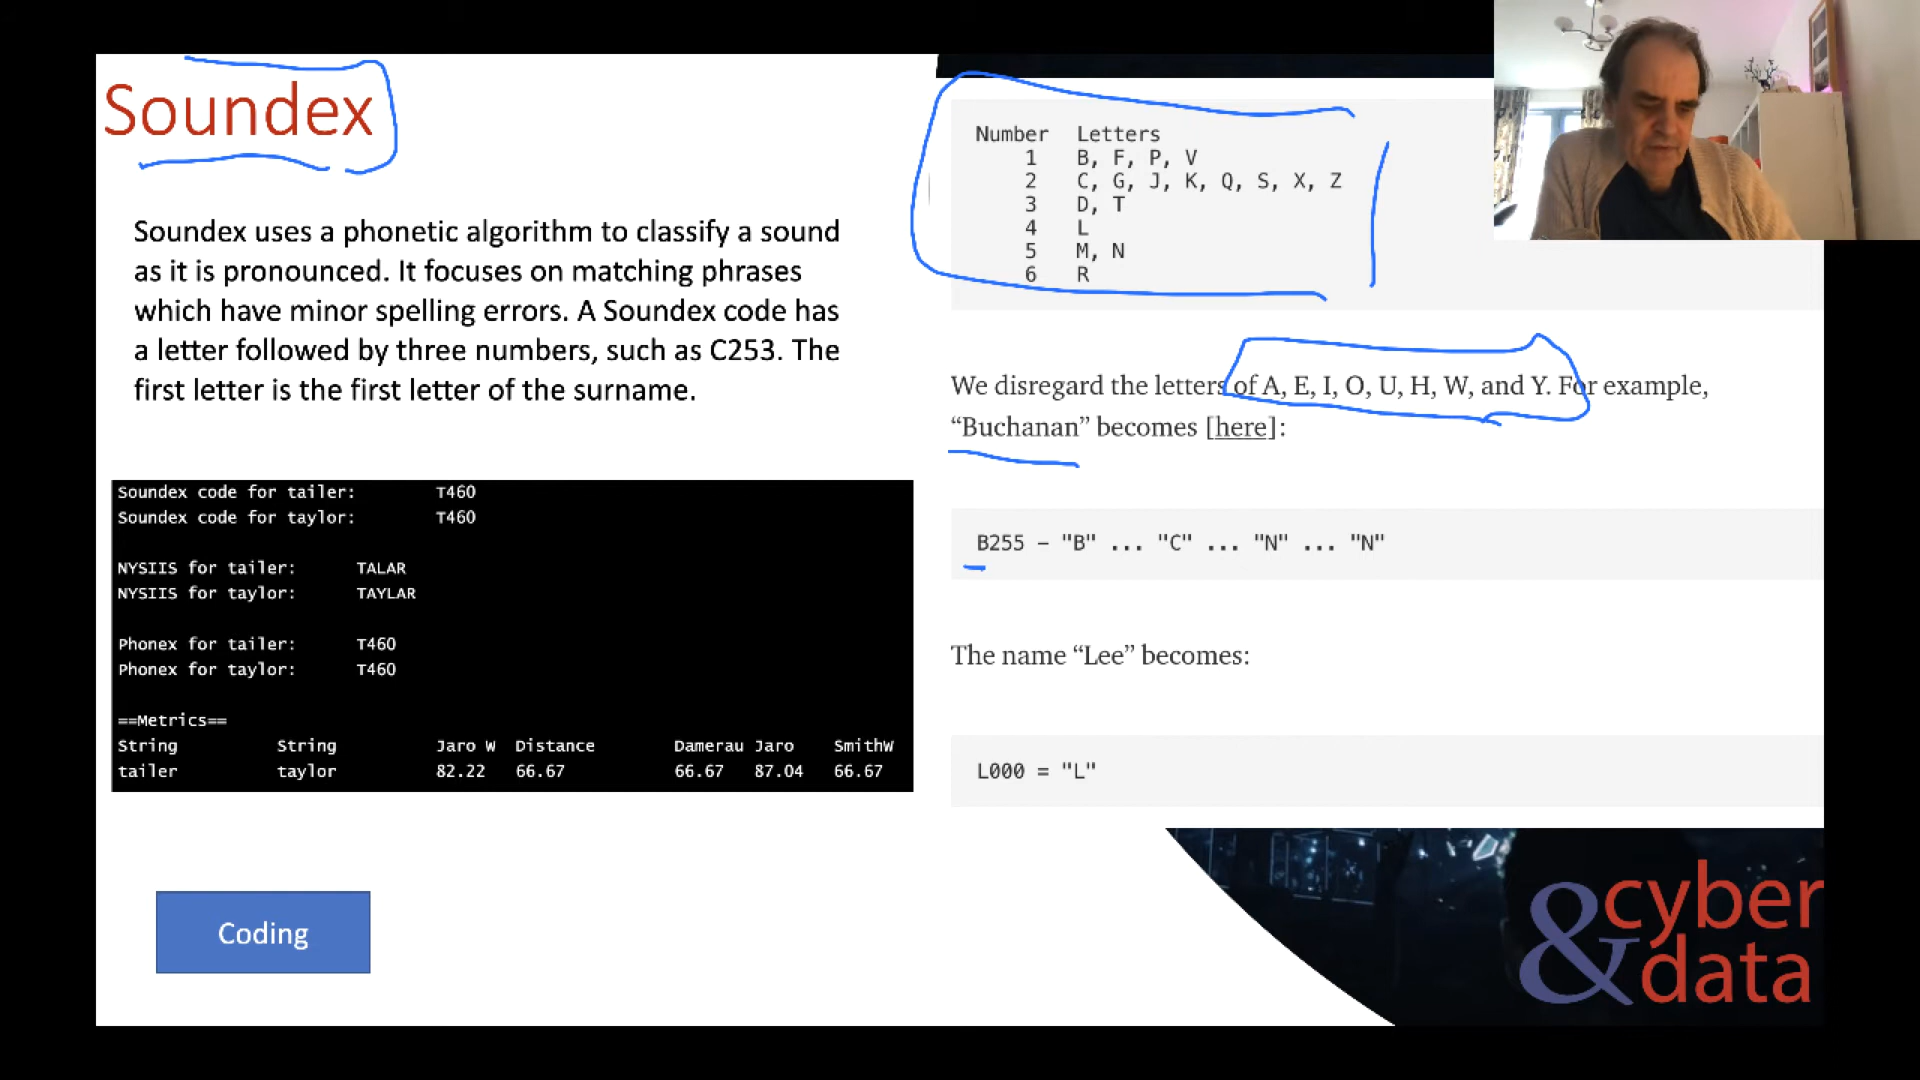 Soundex
Soundex uses a phonetic algorithm to classify a sound
as it is pronounced. It focuses on matching phrases
which have minor spelling errors. A Soundex code has
a letter followed by three numbers, such as C253. The
first letter is the first letter of the surname.
Soundex code for tailer: T460
Soundex code for taylor: T460
NYSIIS for tailer: TALAR
NYSIIS for taylor: TAYLAR
Phonex for tailer: T460
Phonex for taylor: T460
==Metrics==
String String Jaro W Distance Damerau Jaro SmithW
tailer taylor 82.22 66.67 66.67 87.04 66.67
Coding
Number Letters
1 B, F, P, V
2 C, G, J, K, Q, S, X, Z
3 D, T
4 L
5 M, N
6 R
We disregard the letters of A, E, I, O, U, H, W, and Y. For example,
“Buchanan” becomes [here]:
B255 – "B" ... "C" ... "N" ... "N"
The name “Lee” becomes:
L000 = "L"
cyber
&data